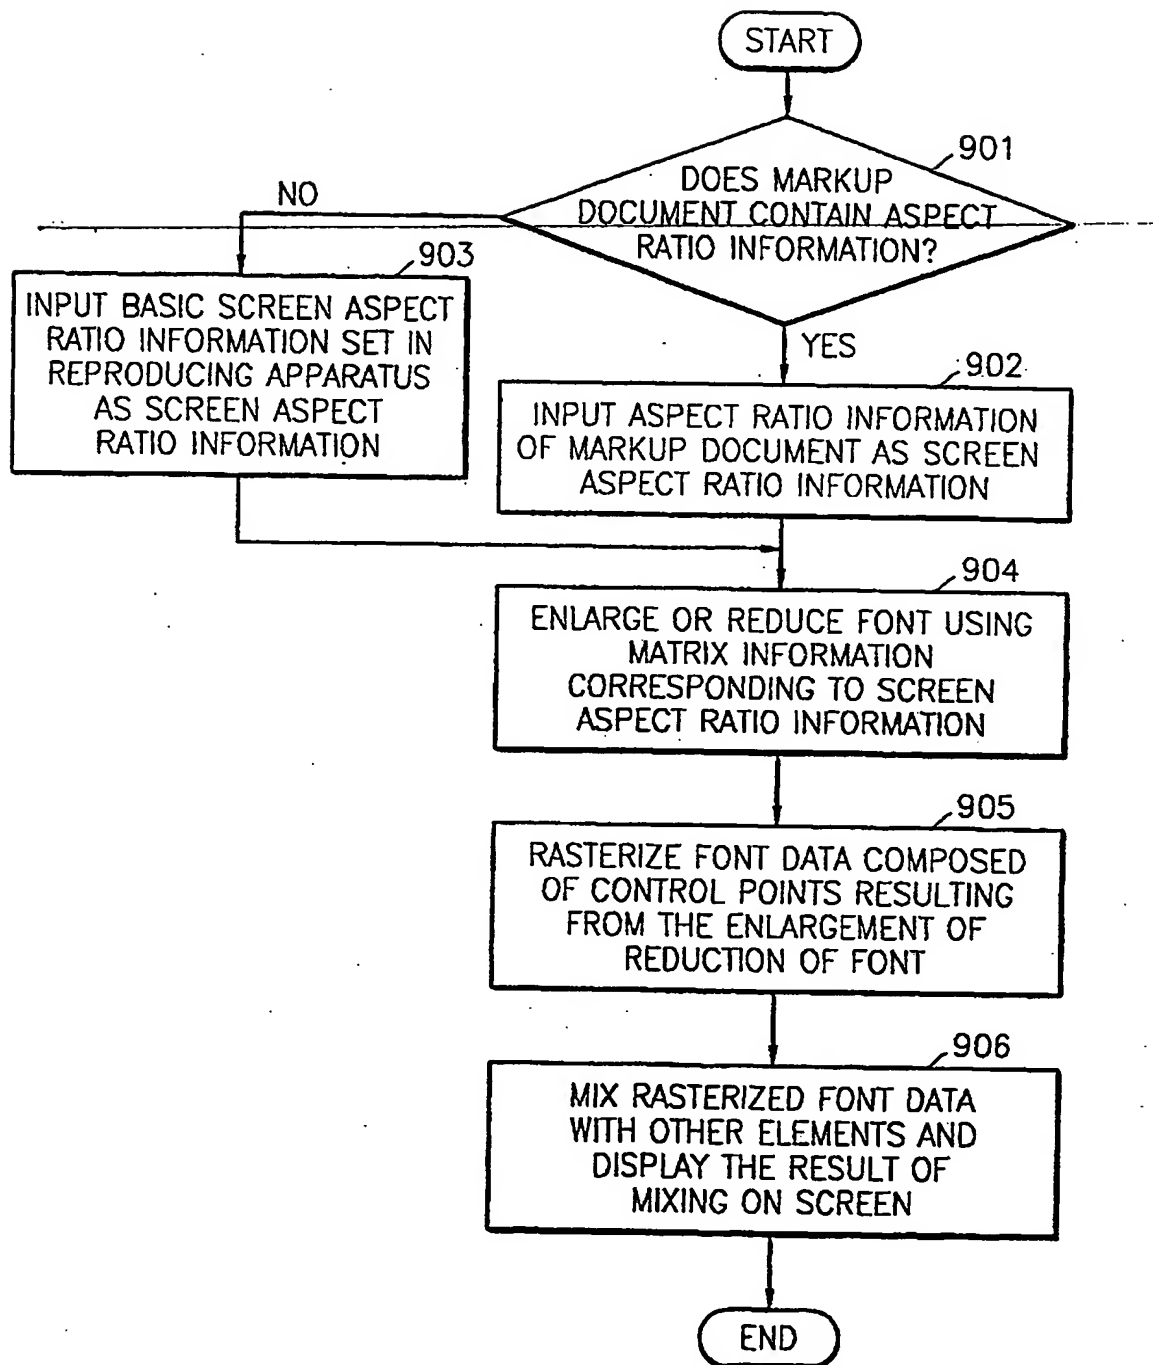 START
901
DOES MARKUP
DOCUMENT CONTAIN ASPECT
RATIO INFORMATION?
NO
903
INPUT BASIC SCREEN ASPECT
RATIO INFORMATION SET IN
REPRODUCING APPARATUS
AS SCREEN ASPECT
RATIO INFORMATION
YES
902
INPUT ASPECT RATIO INFORMATION
OF MARKUP DOCUMENT AS SCREEN
ASPECT RATIO INFORMATION
904
ENLARGE OR REDUCE FONT USING
MATRIX INFORMATION
CORRESPONDING TO SCREEN
ASPECT RATIO INFORMATION
905
RASTERIZE FONT DATA COMPOSED
OF CONTROL POINTS RESULTING
FROM THE ENLARGEMENT OF
REDUCTION OF FONT
906
MIX RASTERIZED FONT DATA
WITH OTHER ELEMENTS AND
DISPLAY THE RESULT OF
MIXING ON SCREEN
END